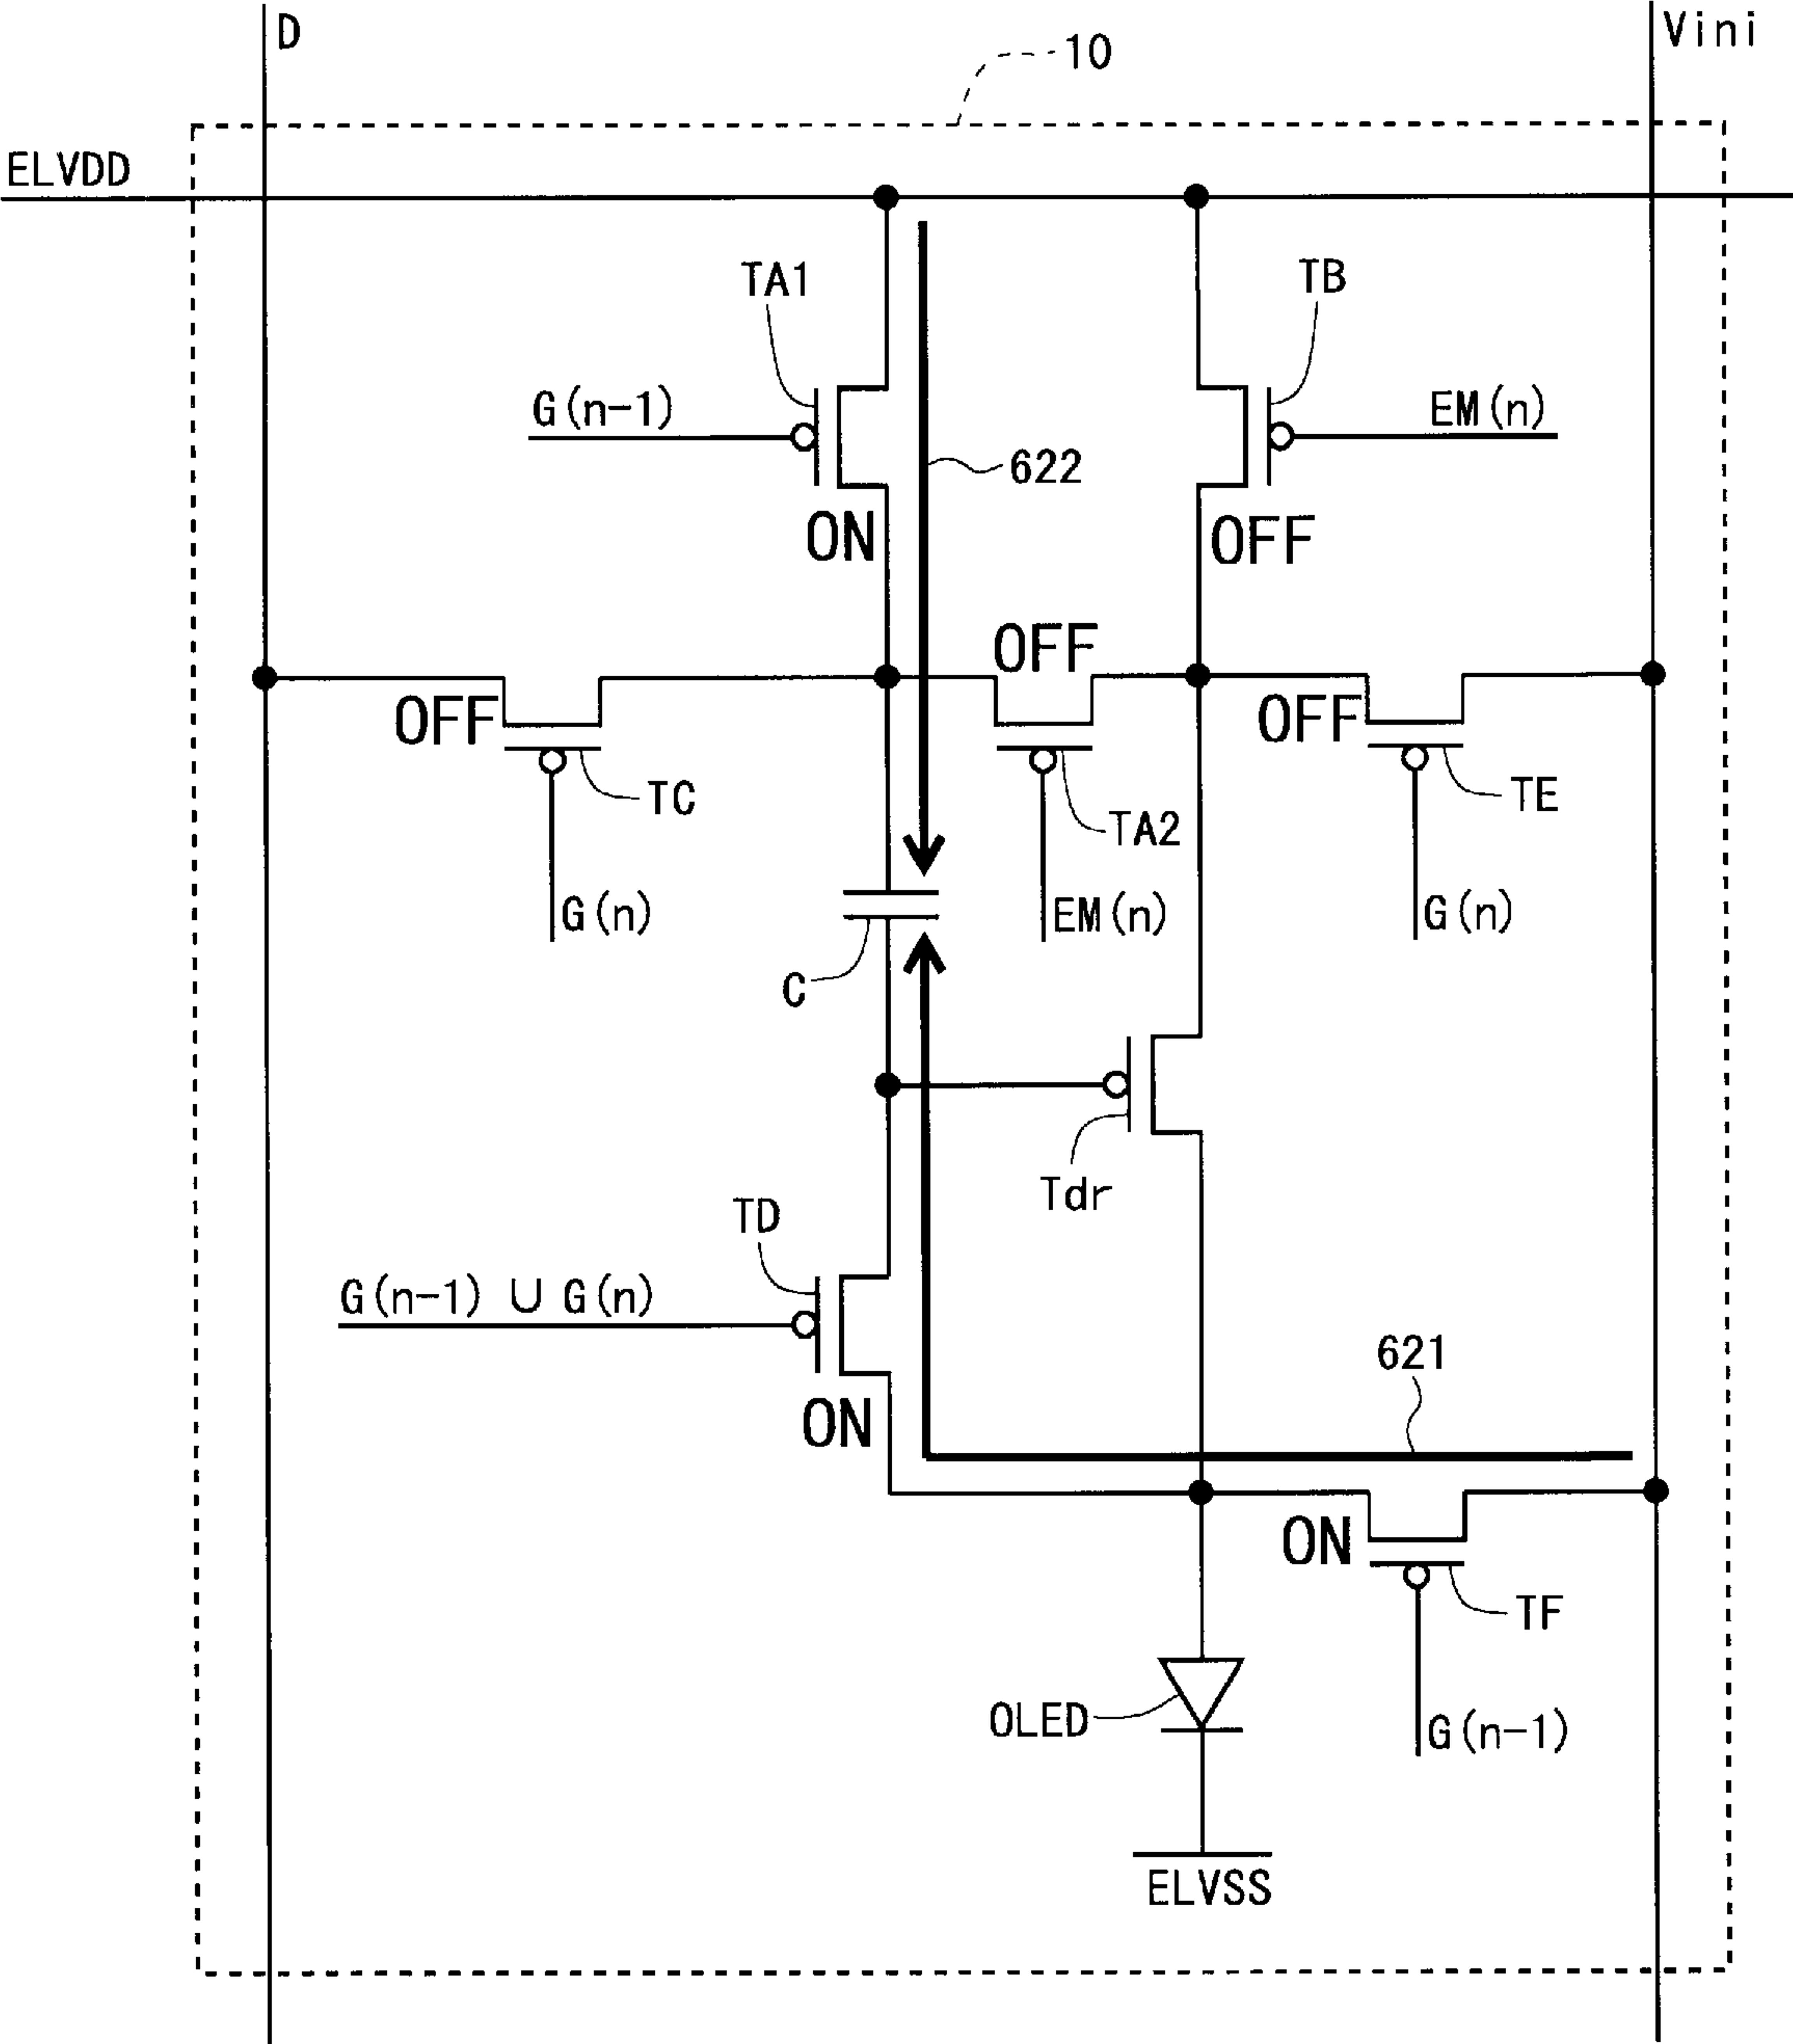 D
Vini
10
ELVDD
TA1
TB
G(n-1)
EM(n)
622
ON
OFF
OFF
OFF
OFF
TC
TA2
TE
G(n)
EM(n)
G(n)
C
Tdr
TD
G(n-1) ∪ G(n)
621
ON
ON
TF
OLED
G(n-1)
ELVSS